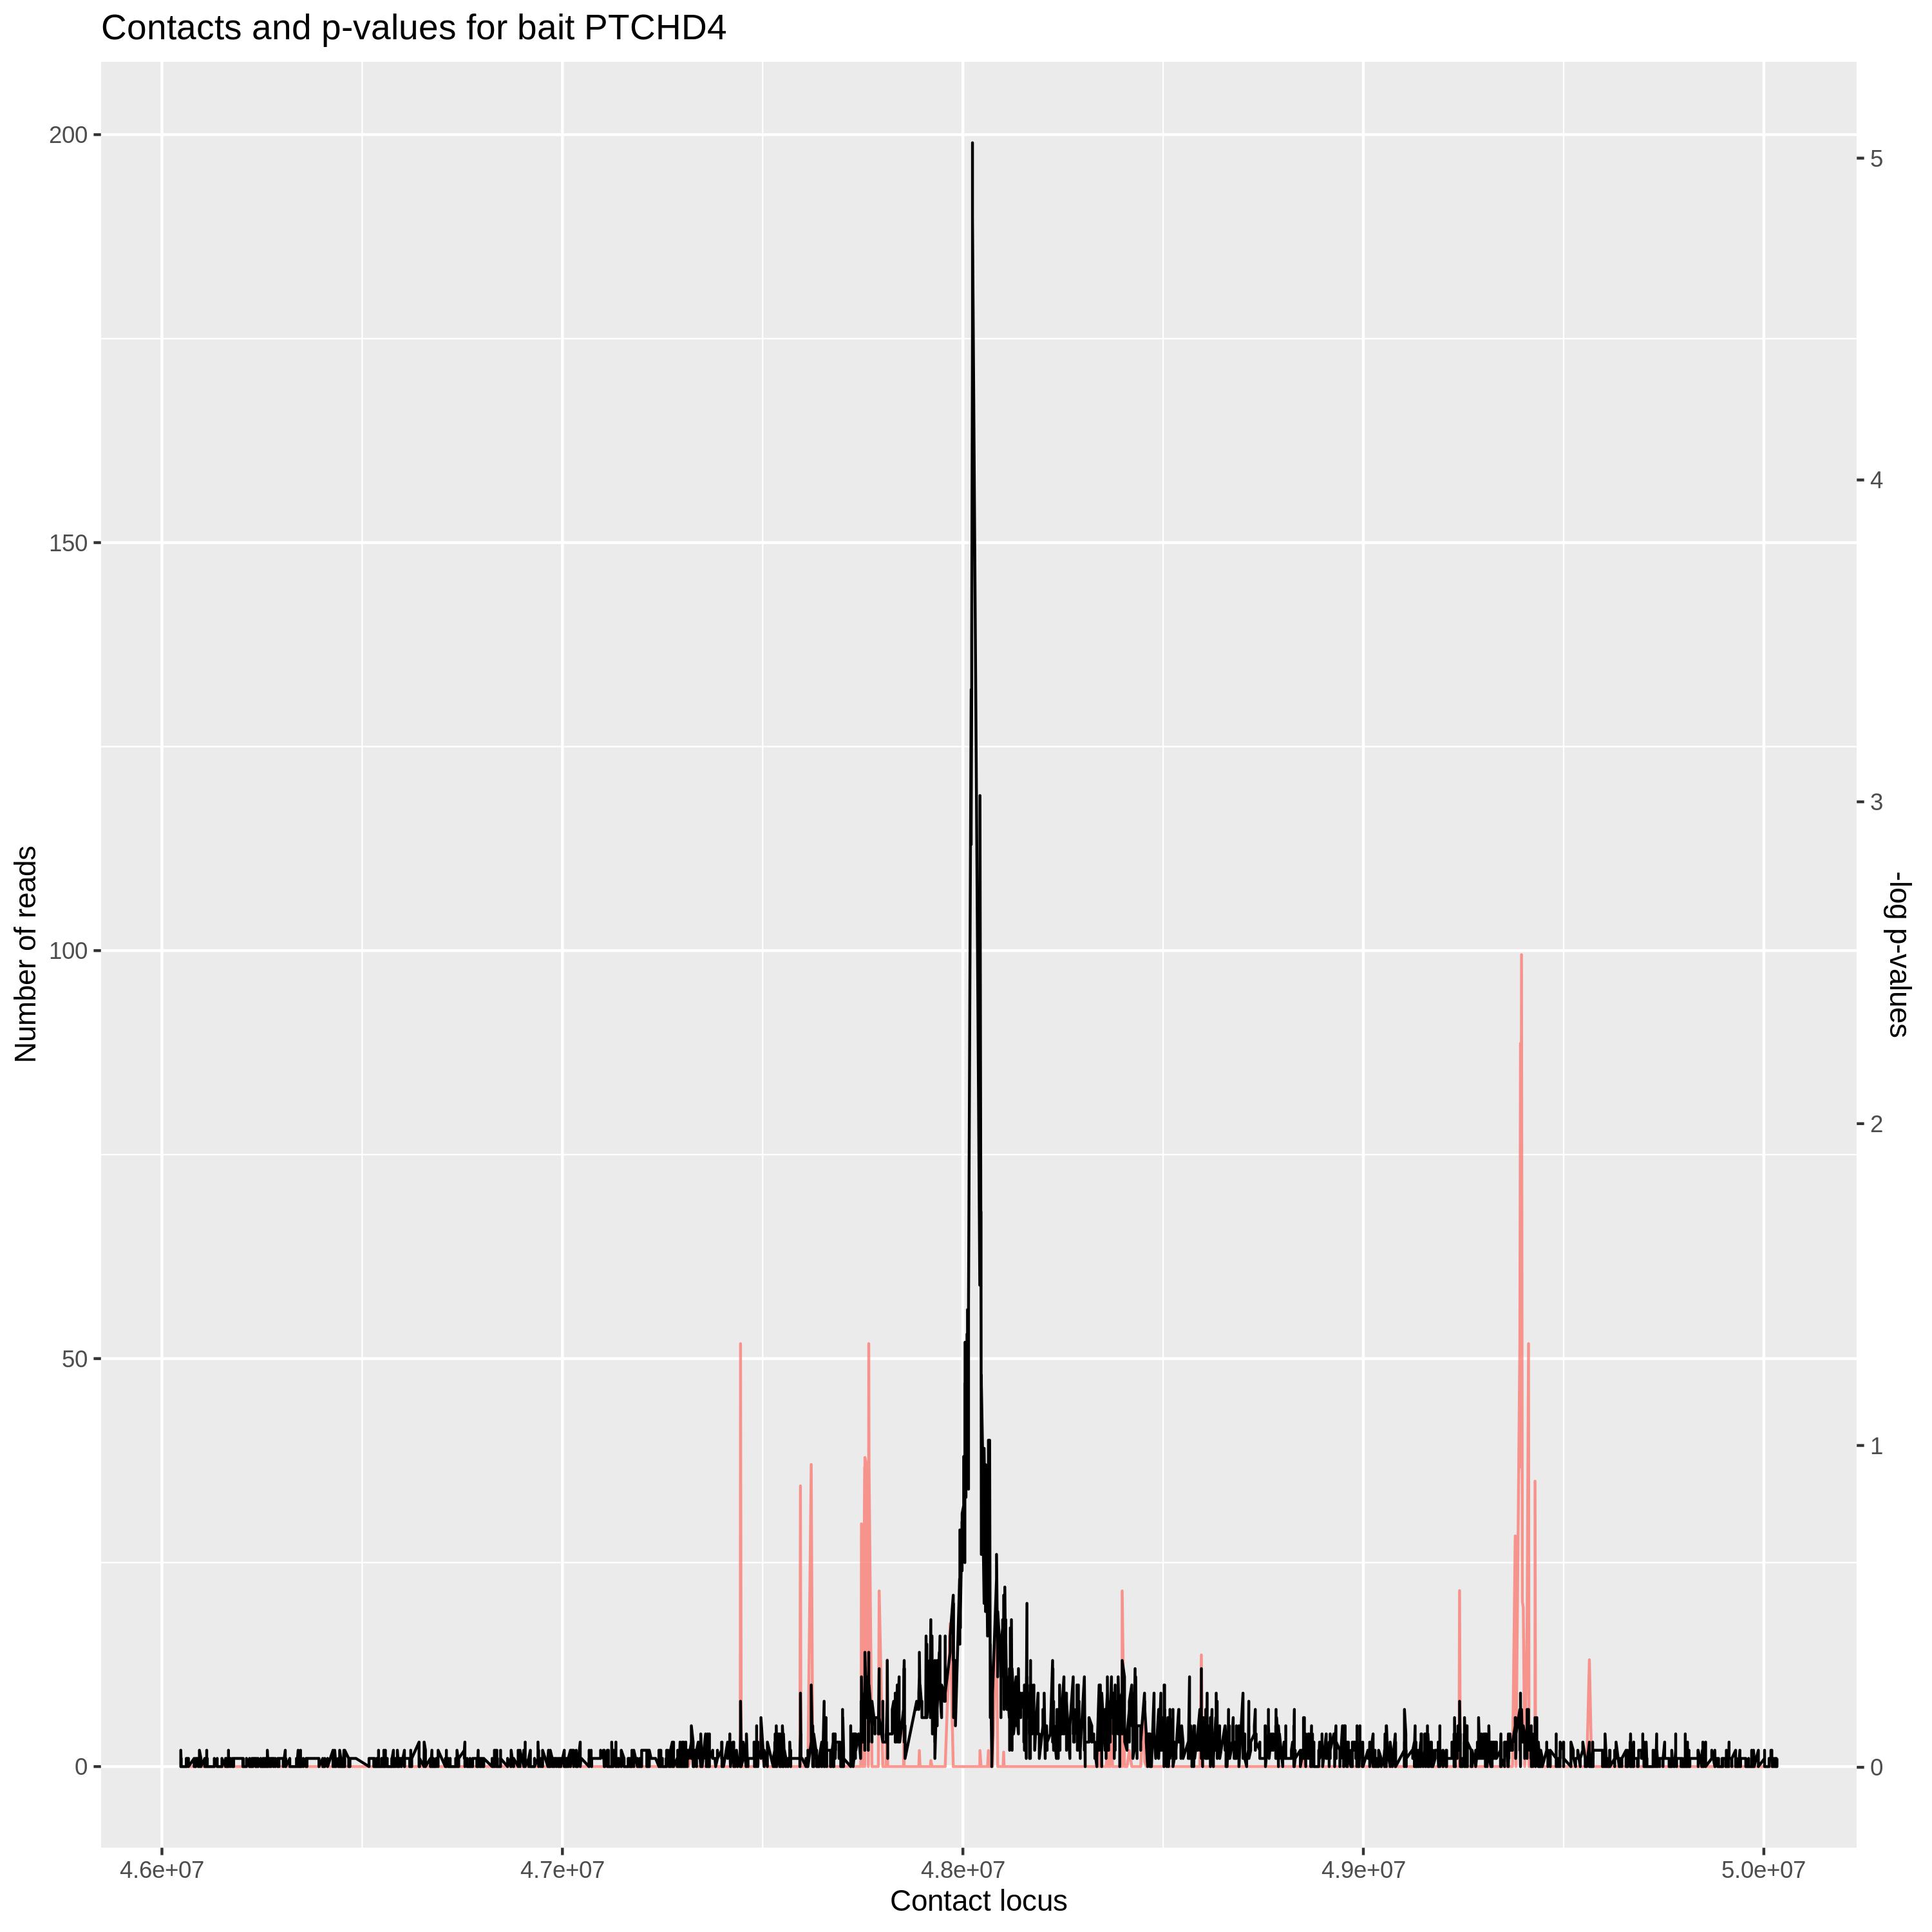 Contacts and p-values for bait PTCHD4
Number of reads
200
150
100
50
0
5
4
3
2
1
0
-log p-values
4.6e+07
4.7e+07
4.8e+07
4.9e+07
5.0e+07
Contact locus